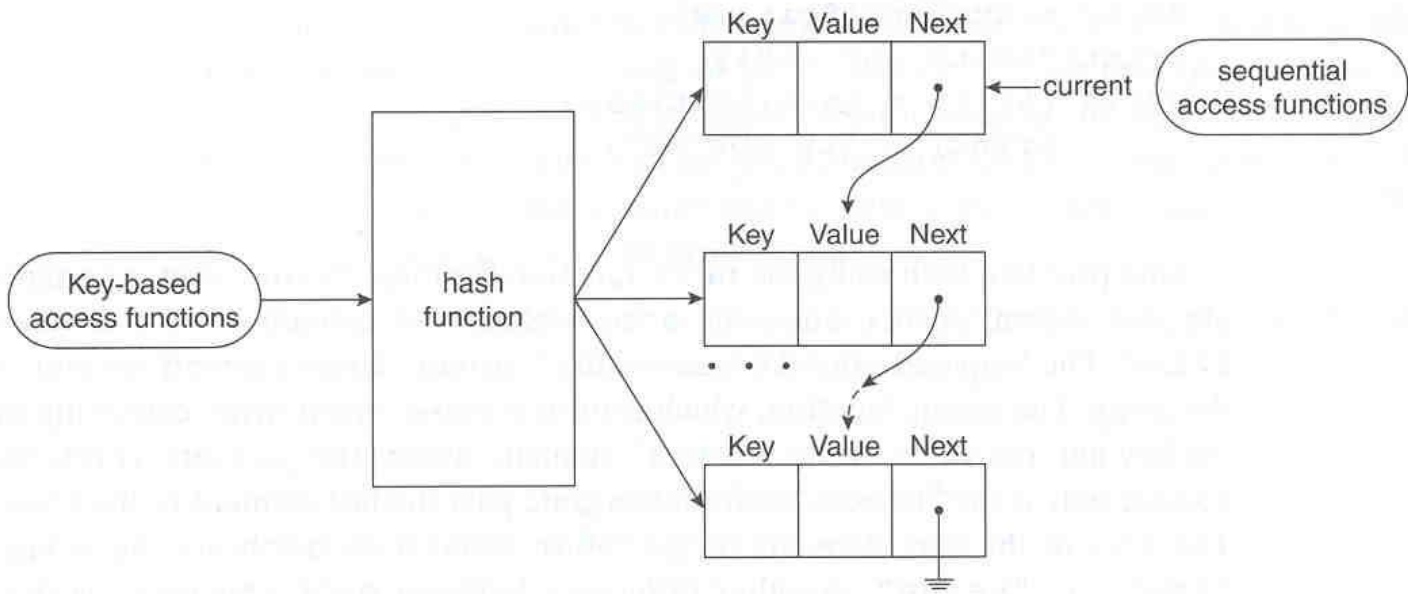 Key Value Next
current
sequential
access functions
Key Value Next
Key-based
access functions
hash
function
Key Value Next